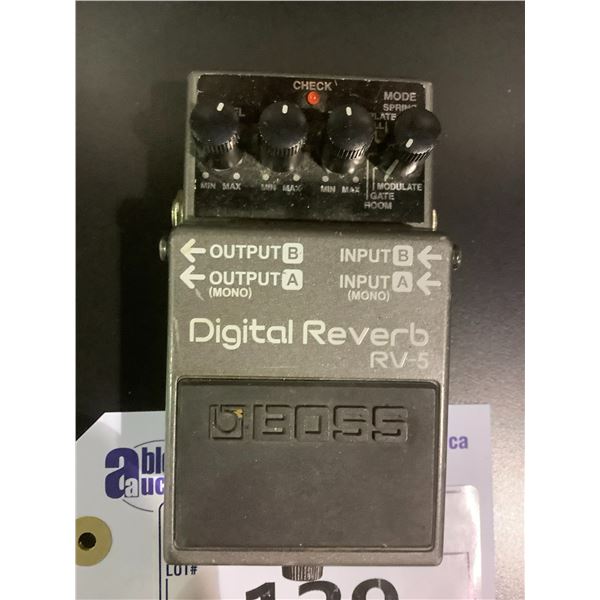 CHECK
MODE
SPRING
MIN MAX MIN MAX MIN MAX
MODULATE
GATE
ROOM
OUTPUT B INPUT B
OUTPUT A INPUT A
(MONO) (MONO)
Digital Reverb
RV-5
BOSS
LOT#